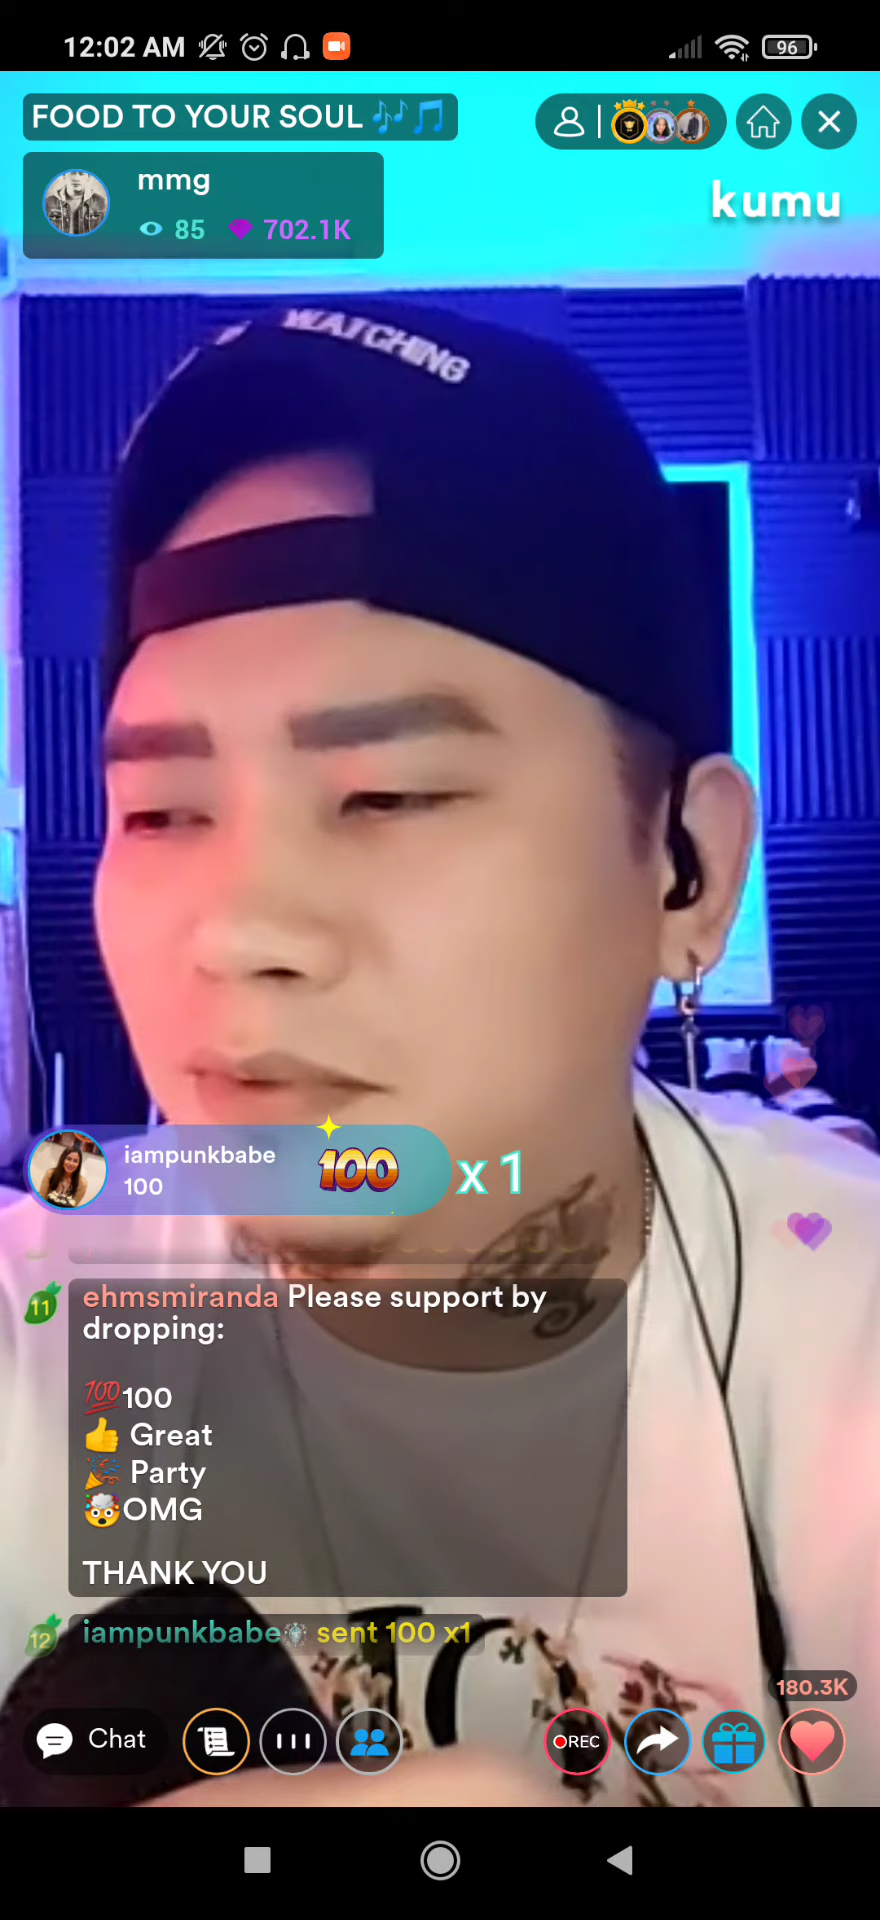 12:02 AM
96
FOOD TO YOUR SOUL 🎶🎵
mmg
85 702.1K
kumu
WATCHING
iampunkbabe
100
100 x 1
11
ehmsmiranda Please support by
dropping:
💯100
👍 Great
🎉 Party
🤯OMG
THANK YOU
12
iampunkbabe sent 100 x1
180.3K
Chat
REC